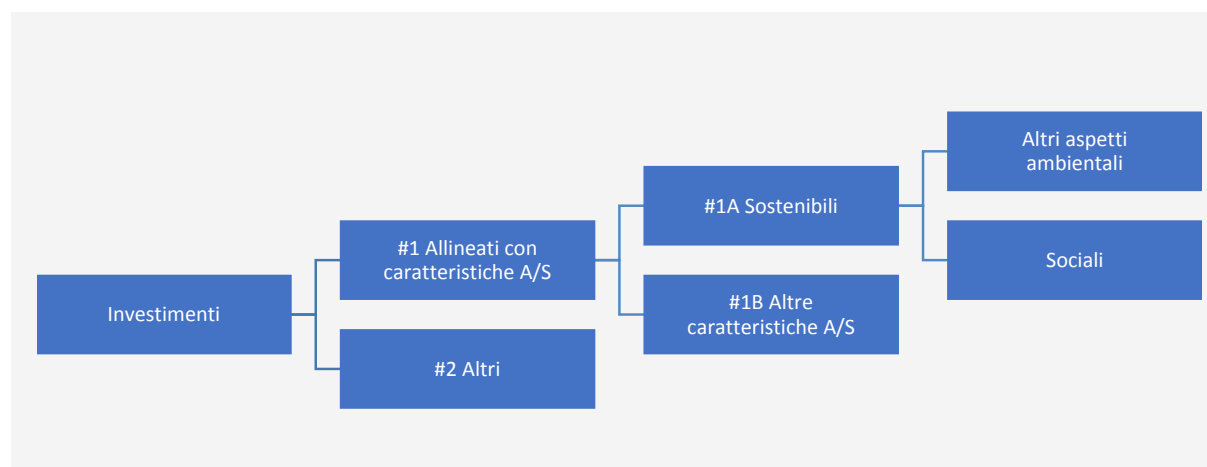 Investimenti
#1 Allineati con
caratteristiche A/S
#2 Altri
#1A Sostenibili
#1B Altre
caratteristiche A/S
Altri aspetti
ambientali
Sociali